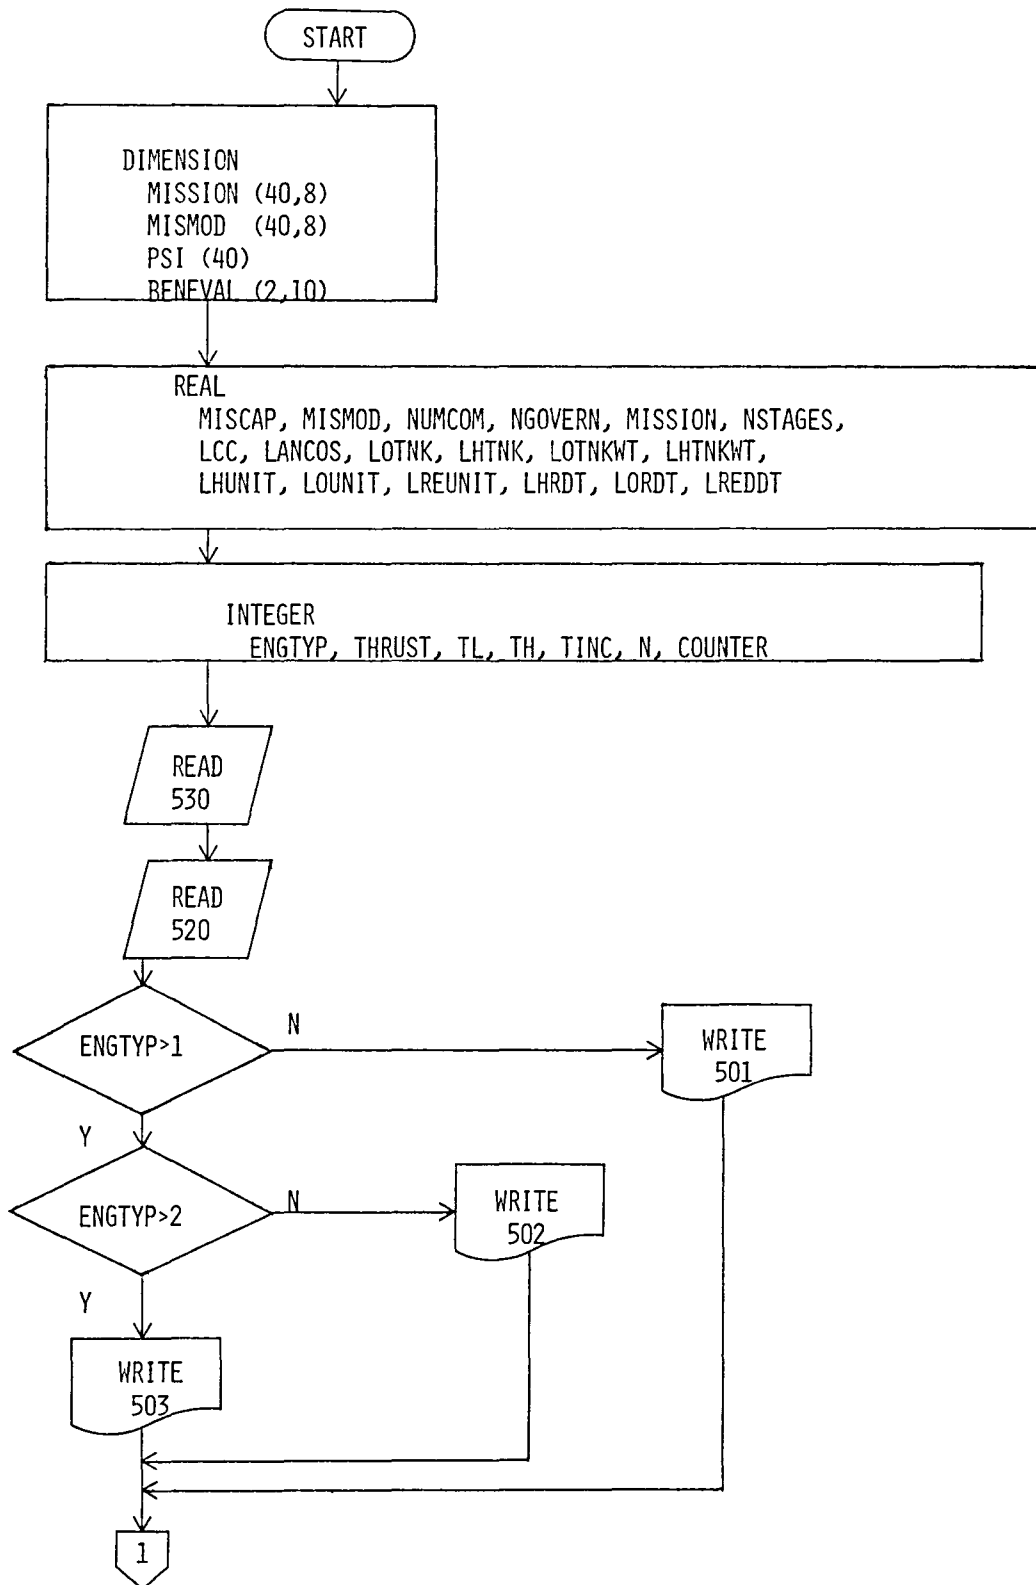 START
DIMENSION
MISSION (40,8)
MISMOD (40,8)
PSI (40)
BENEVAL (2,10)
REAL
MISCAP, MISMOD, NUMCOM, NGOVERN, MISSION, NSTAGES,
LCC, LANCOS, LOTNK, LHTNK, LOTNKWT, LHTNKWT,
LHUNIT, LOUNIT, LREUNIT, LHRDT, LORDT, LREDDT
INTEGER
ENGTYP, THRUST, TL, TH, TINC, N, COUNTER
READ
530
READ
520
ENGTYP>1
N
WRITE
501
Y
ENGTYP>2
N
WRITE
502
Y
WRITE
503
1